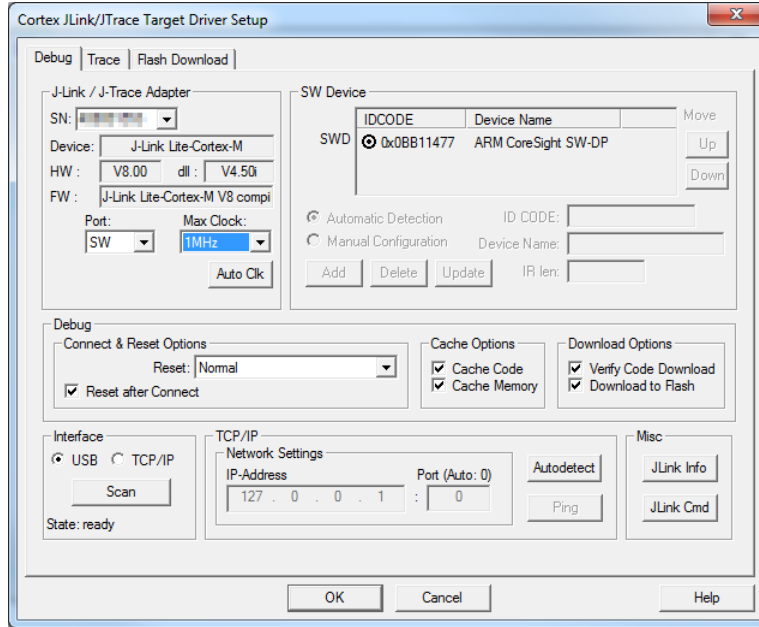 Cortex JLink/JTrace Target Driver Setup
Debug Trace Flash Download
J-Link / J-Trace Adapter
SN:
Device: J-Link Lite-Cortex-M
HW : V8.00 dll : V4.50i
FW : J-Link Lite-Cortex-M V8 compi
Port: Max Clock:
SW 1MHz
Auto Clk
SW Device
IDCODE Device Name Move
SWD 0x0BB11477 ARM CoreSight SW-DP Up
Down
Automatic Detection ID CODE:
Manual Configuration Device Name:
Add Delete Update IR len:
Debug
Connect & Reset Options
Reset: Normal
Reset after Connect
Cache Options
Cache Code
Cache Memory
Download Options
Verify Code Download
Download to Flash
Interface
USB TCP/IP
Scan
State: ready
TCP/IP
Network Settings
IP-Address Port (Auto: 0)
127 . 0 . 0 . 1 : 0
Autodetect
Ping
Misc
JLink Info
JLink Cmd
OK Cancel Help